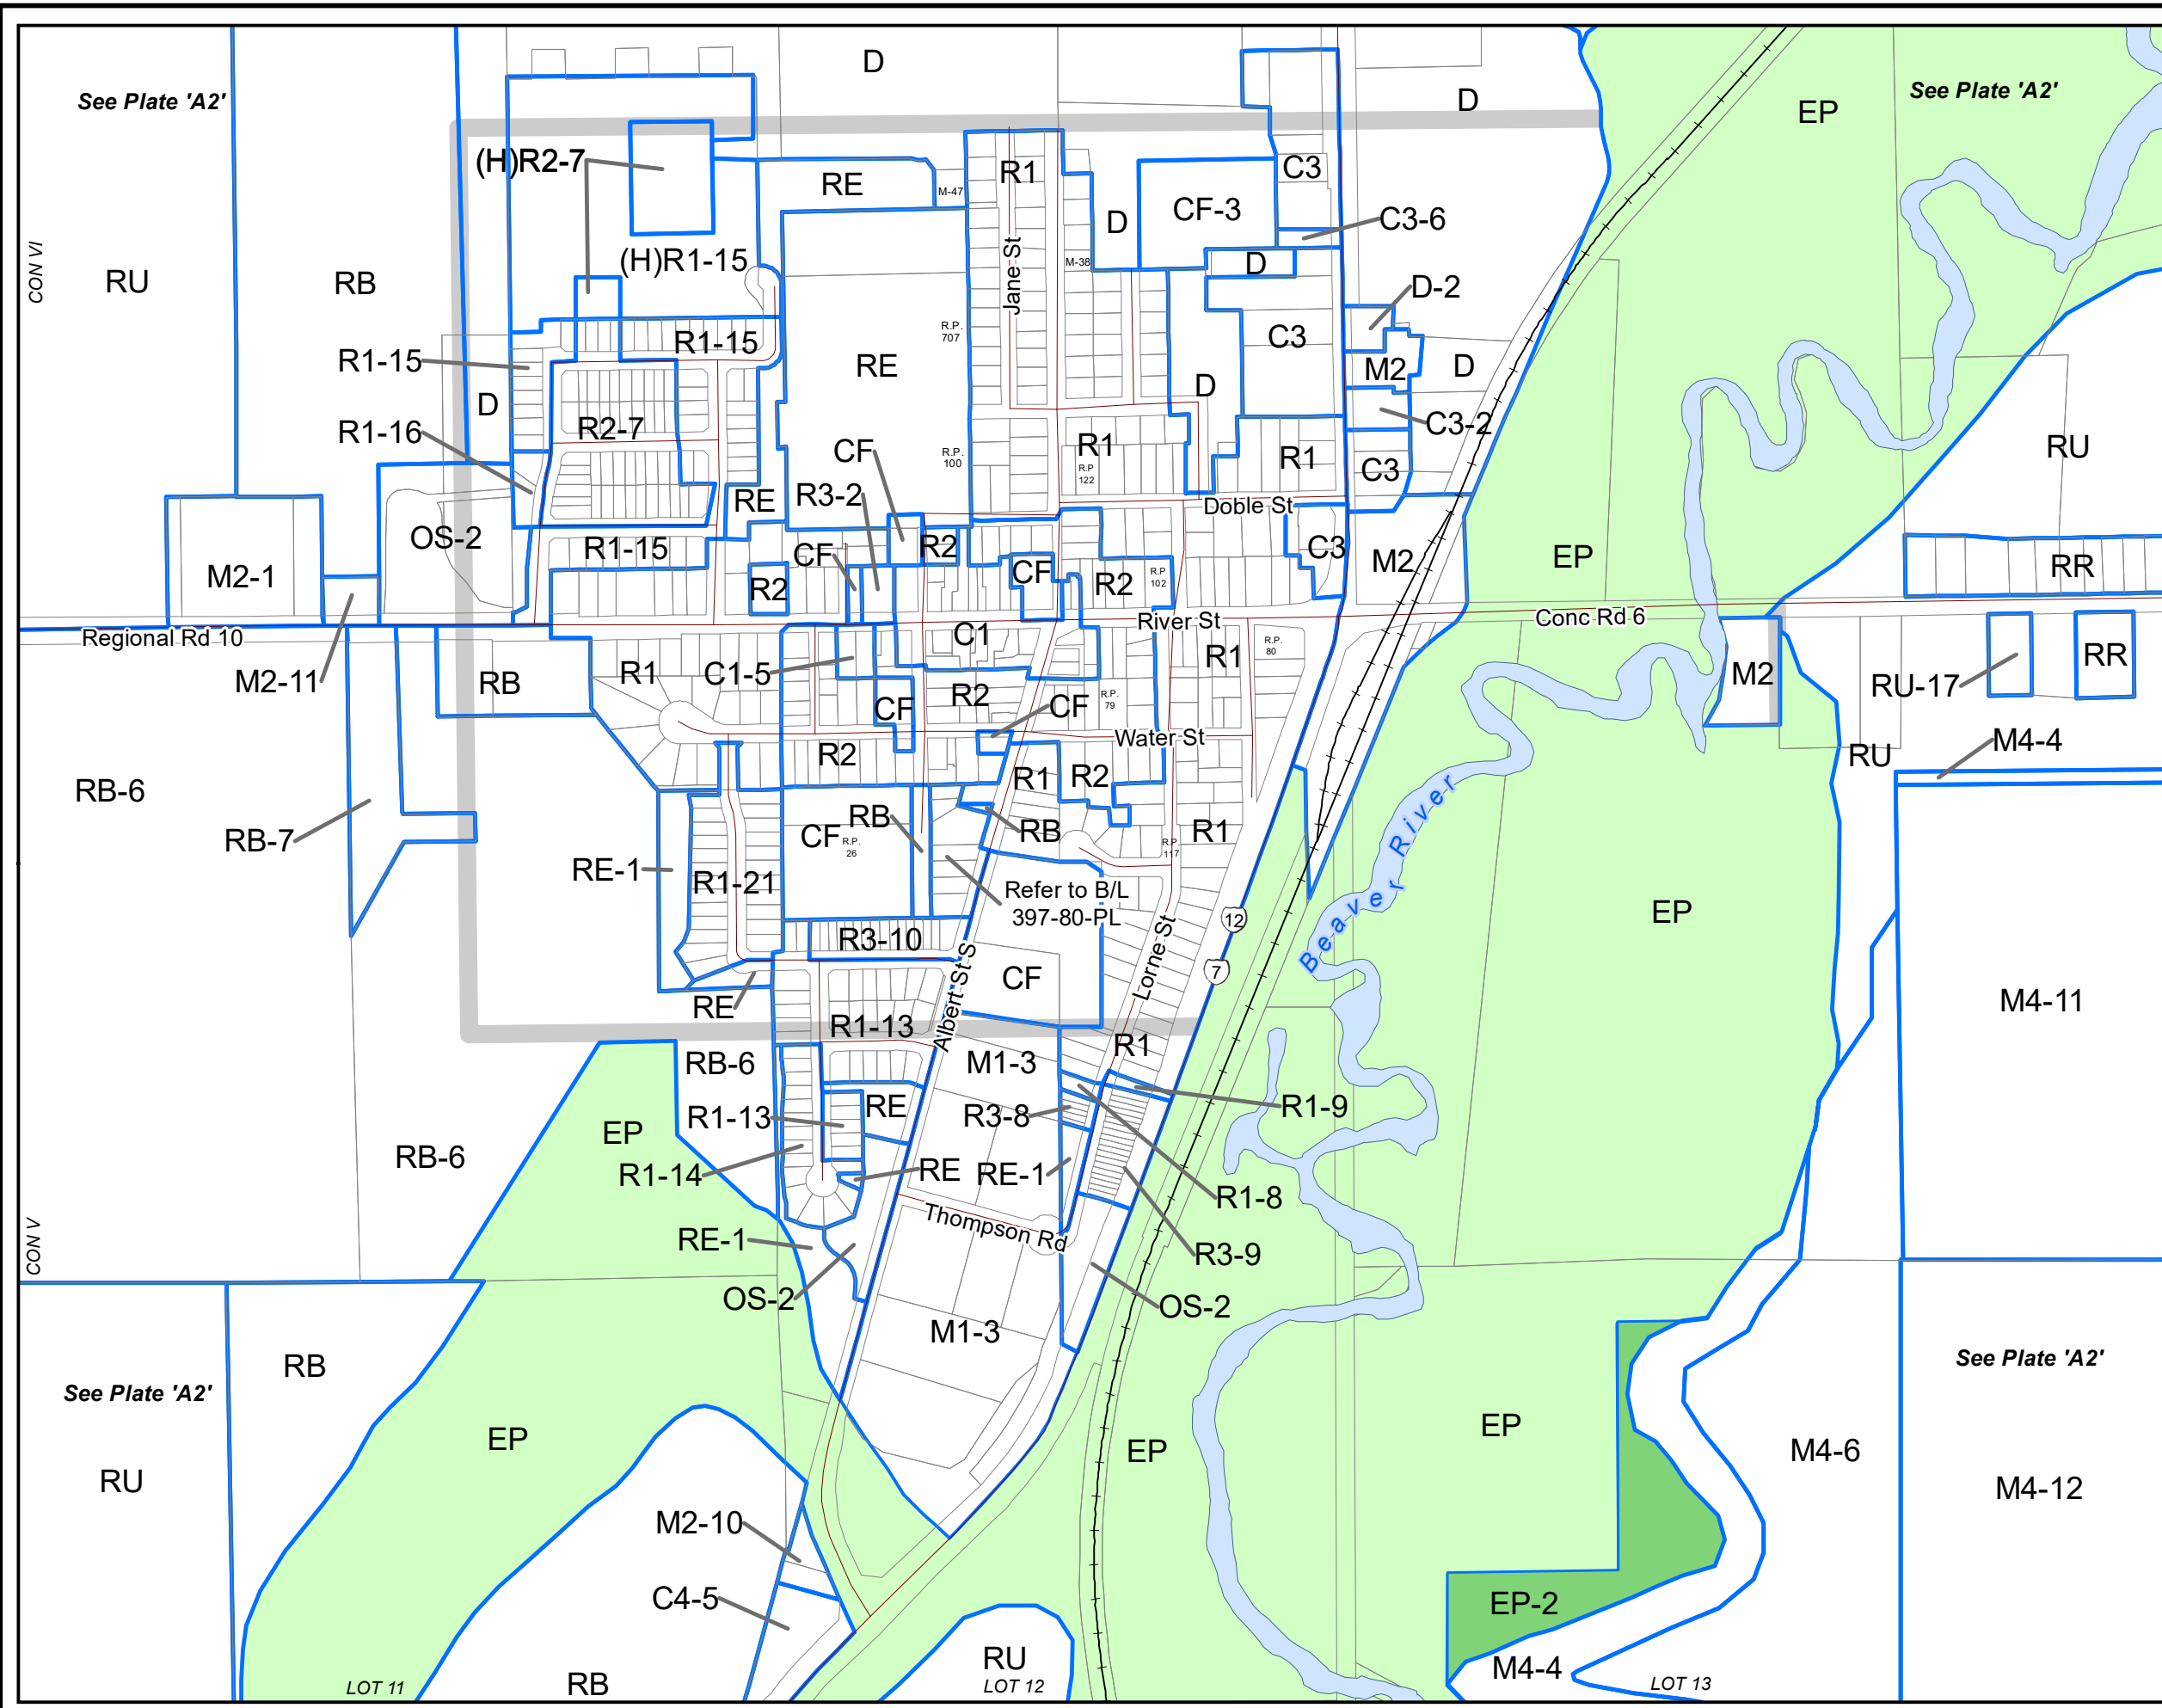 D
See Plate 'A2'
See Plate 'A2'
D
EP
(H)R2-7
R1
C3
RE
M-47
CF-3
D
C3-6
(H)R1-15
CON VI
RU
RB
Jane St
M-38
D
D-2
R.P.
707
R1-15
C3
R1-15
RE
M2
D
D
D
C3-2
R1-16
R2-7
R1
RU
CF
R.P.
100
R.P
122
R1
C3
R3-2
RE
Doble St
OS-2
R1-15
CF
R2
C3
M2
EP
M2-1
R2
CF
R2
R.P
102
RR
River St
Conc Rd 6
Regional Rd 10
C1
R.P.
80
M2-11
RB
R1
C1-5
R1
M2
RU-17
RR
R2
CF
CF
R.P.
79
Water St
M4-4
RU
R2
R1
R2
RB-6
RB-7
CF
R.P.
26
RB
RB
R1
R.P.
117
Beaver River
RE-1
R1-21
Refer to B/L
397-80-PL
EP
12
R3-10
7
Albert St S
CF
Lorne St
RE
M4-11
R1-13
R1
RB-6
M1-3
EP
R1-13
RE
R3-8
R1-9
RB-6
R1-14
RE
RE-1
R1-8
Thompson Rd
RE-1
R3-9
CON V
OS-2
OS-2
M1-3
RB
See Plate 'A2'
See Plate 'A2'
EP
EP
EP
M4-6
RU
M4-12
M2-10
C4-5
EP-2
RU
M4-4
LOT 11
RB
LOT 12
LOT 13